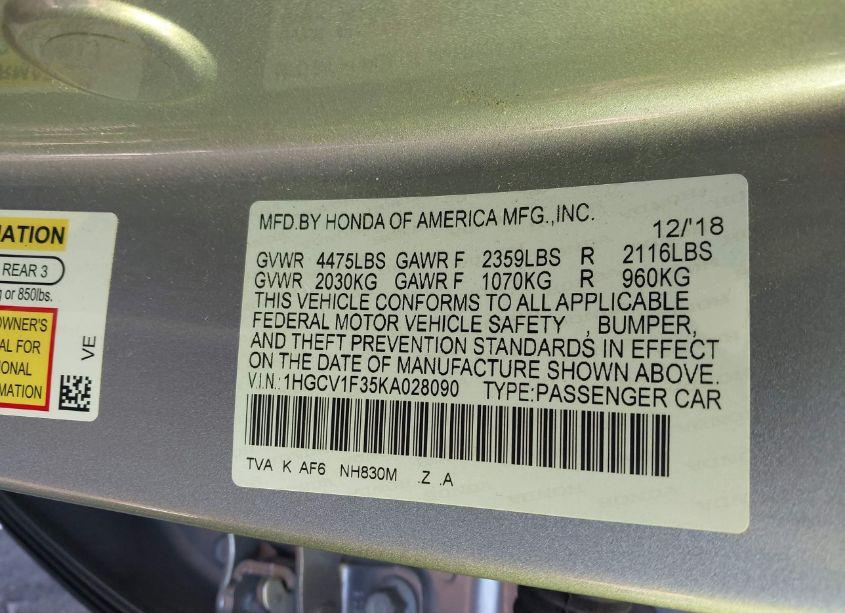 MATION
REAR 3
g or 850lbs.
OWNER'S
AL FOR
IONAL
MATION
VE
MFD.BY HONDA OF AMERICA MFG.,INC. 12/'18
GVWR 4475LBS GAWR F 2359LBS R 2116LBS
GVWR 2030KG GAWR F 1070KG R 960KG
THIS VEHICLE CONFORMS TO ALL APPLICABLE
FEDERAL MOTOR VEHICLE SAFETY , BUMPER,
AND THEFT PREVENTION STANDARDS IN EFFECT
ON THE DATE OF MANUFACTURE SHOWN ABOVE.
V.I.N.:1HGCV1F35KA028090 TYPE:PASSENGER CAR
TVA K AF6 NH830M .Z .A